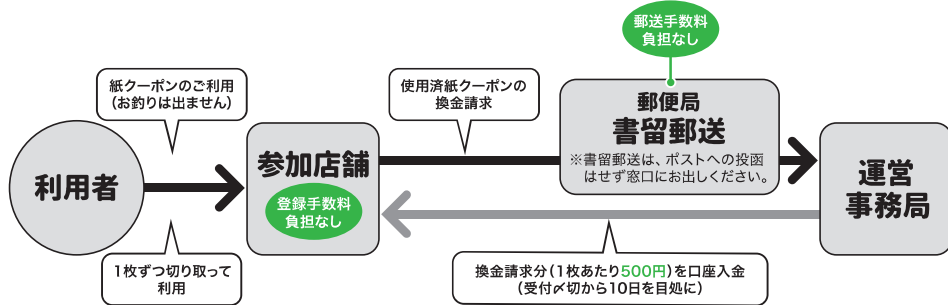 郵送手数料
負担なし
紙クーポンのご利用
（お釣りは出ません）
使用済紙クーポンの
換金請求
郵便局
書留郵送
※書留郵送は、ポストへの投函
はせず窓口にお出しください。
利用者
参加店舗
登録手数料
負担なし
運営
事務局
1枚ずつ切り取って
利用
換金請求分（1枚あたり500円）を口座入金
（受付〆切から10日を目処に）